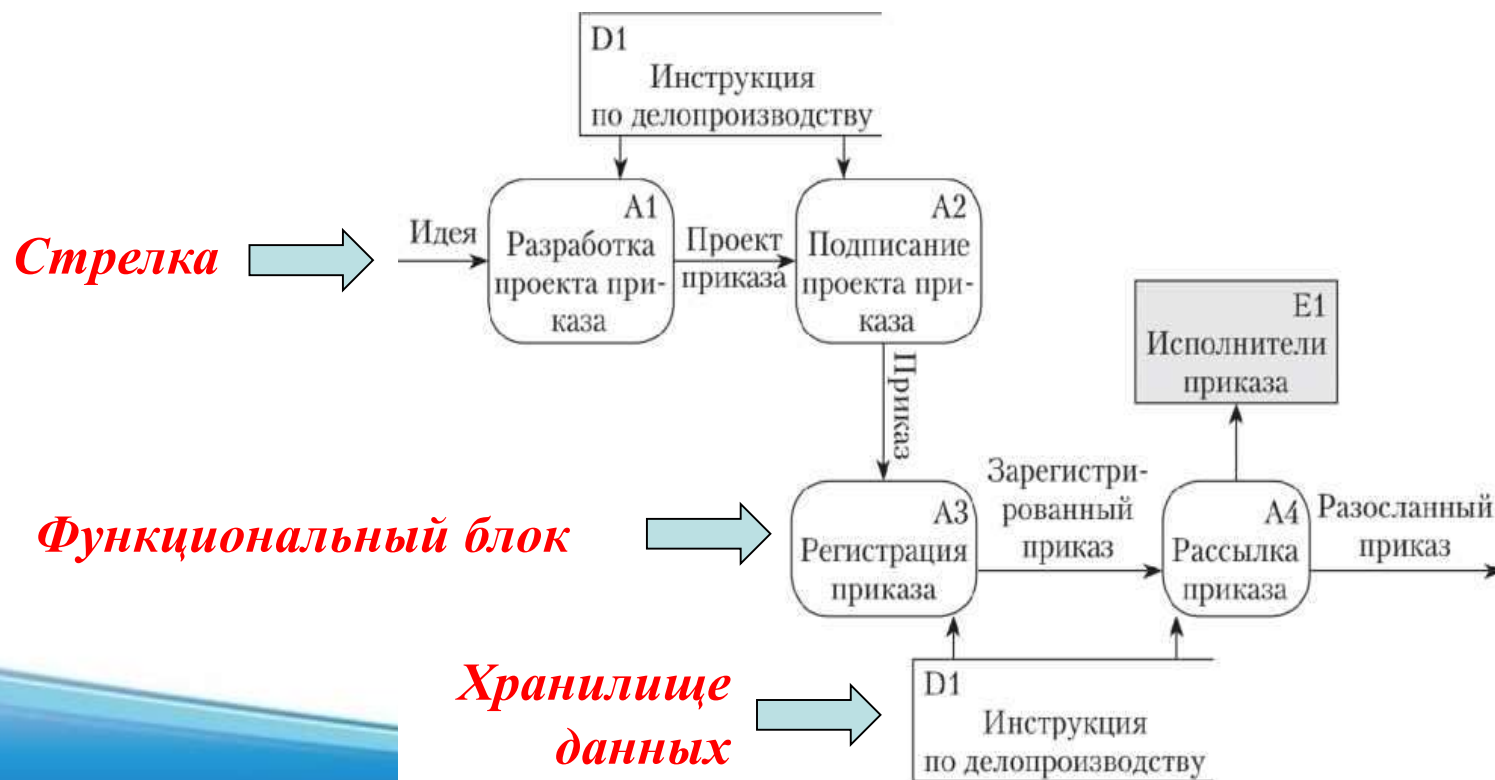 D1
Инструкция
по делопроизводству
Стрелка
Идея
A1
Разработка
проекта при-
каза
Проект
приказа
A2
Подписание
проекта при-
каза
Приказ
E1
Исполнители
приказа
Функциональный блок
A3
Регистрация
приказа
Зарегистри-
рованный
приказ
A4
Рассылка
приказа
Разосланный
приказ
Хранилище
данных
D1
Инструкция
по делопроизводству